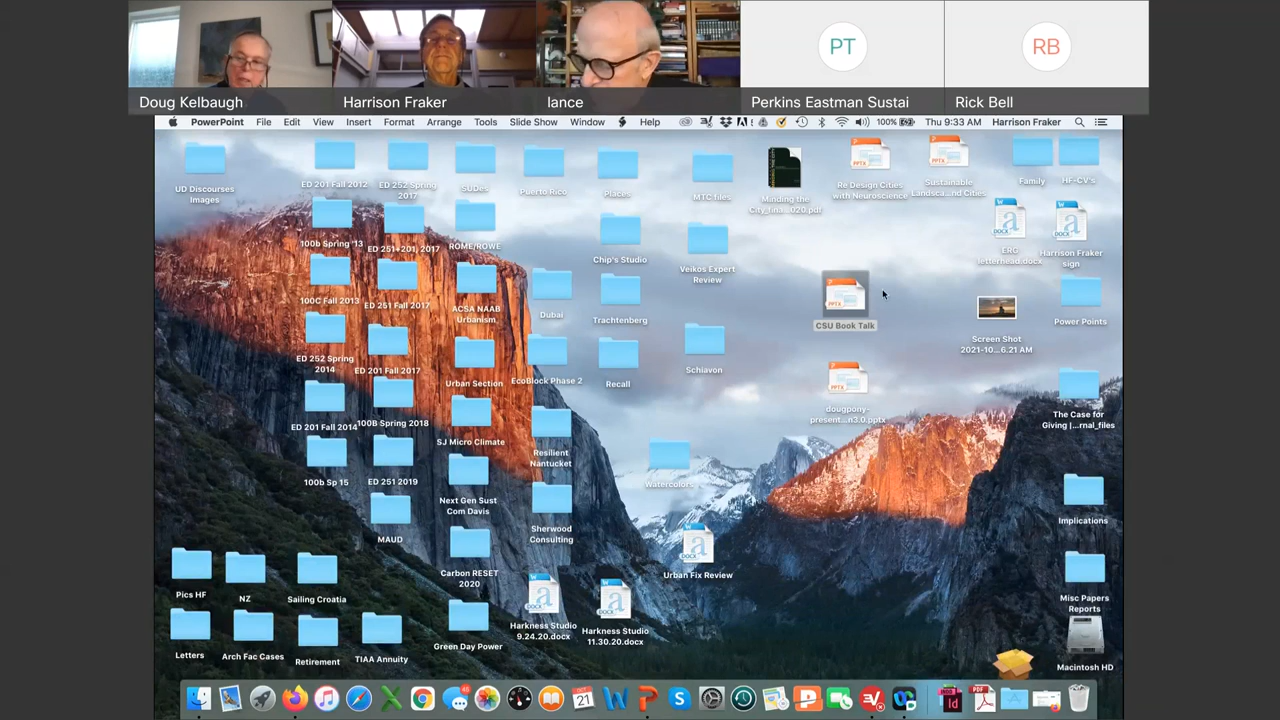 PT
RB
Doug Kelbaugh
Harrison Fraker
lance
Perkins Eastman Sustai
Rick Bell
PowerPoint File Edit View Insert Format Arrange Tools Slide Show Window Help 100% Thu 9:33 AM Harrison Fraker
UD Discourses
Images
ED 201 Fall 2012
ED 252 Spring
2017
SUDes
Puerto Rico
Places
MTC files
Minding the
City_fina...020.pdf
Re Design Cities
with Neuroscience
Sustainable
Landsca...nd Cities
Family
HF-CV's
100b Spring '13
ED 251+201, 2017
ROME/ROWE
Chip's Studio
Veikos Expert
Review
ERG
letterhead.docx
Harrison Fraker
sign
100C Fall 2013
ED 251 Fall 2017
ACSA NAAB
Urbanism
Dubai
Trachtenberg
CSU Book Talk
Screen Shot
2021-10...6.21 AM
Power Points
ED 252 Spring
2014
ED 201 Fall 2017
Urban Section
EcoBlock Phase 2
Recall
Schiavon
dougpony-
present...n3.0.pptx
The Case for
Giving |...rnal_files
ED 201 Fall 2014
100B Spring 2018
SJ Micro Climate
Resilient
Nantucket
Watercolors
100b Sp 15
ED 251 2019
Next Gen Sust
Com Davis
Sherwood
Consulting
Implications
MAUD
Carbon RESET
2020
Urban Fix Review
Pics HF
NZ
Sailing Croatia
Harkness Studio
9.24.20.docx
Harkness Studio
11.30.20.docx
Misc Papers
Reports
Letters
Arch Fac Cases
Retirement
TIAA Annuity
Green Day Power
Macintosh HD